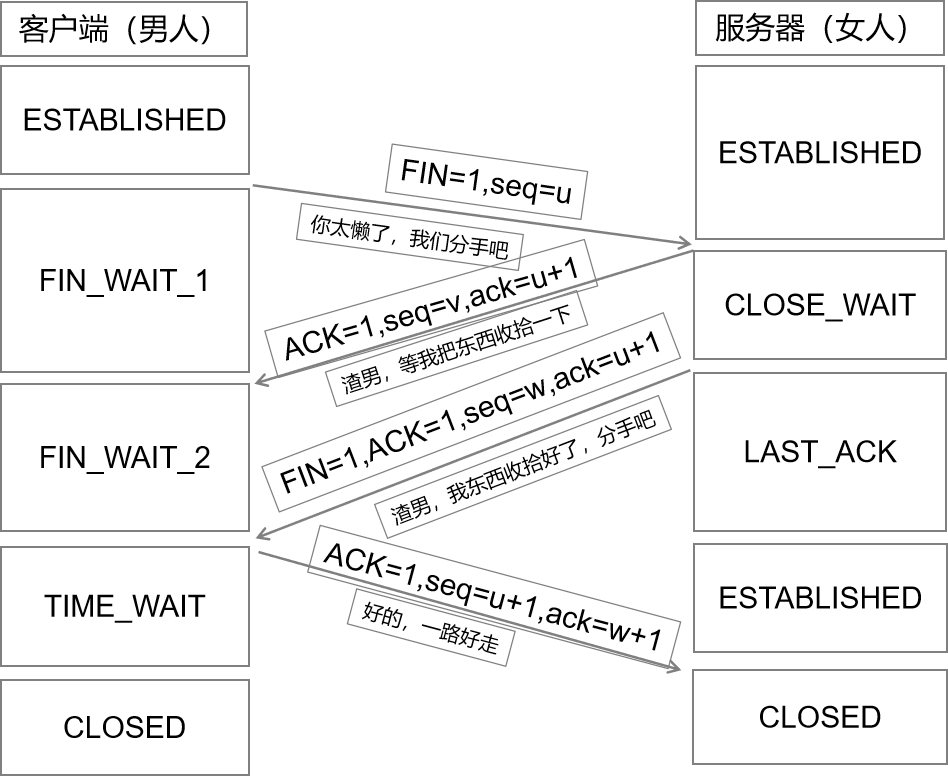 客户端（男人）
服务器（女人）
ESTABLISHED
ESTABLISHED
FIN=1,seq=u
你太懒了，我们分手吧
FIN_WAIT_1
CLOSE_WAIT
ACK=1,seq=v,ack=u+1
渣男，等我把东西收拾一下
FIN_WAIT_2
LAST_ACK
FIN=1,ACK=1,seq=w,ack=u+1
渣男，我东西收拾好了，分手吧
TIME_WAIT
ESTABLISHED
ACK=1,seq=u+1,ack=w+1
好的，一路好走
CLOSED
CLOSED